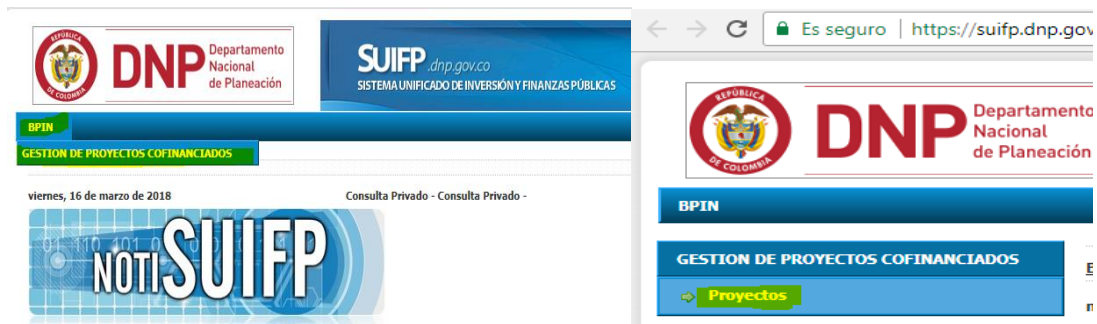 REPÚBLICA
DE COLOMBIA
DNP
Departamento
Nacional
de Planeación
SUIFP .dnp.gov.co
SISTEMA UNIFICADO DE INVERSIÓN Y FINANZAS PÚBLICAS
BPIN
GESTION DE PROYECTOS COFINANCIADOS
viernes, 16 de marzo de 2018
Consulta Privado - Consulta Privado -
NOTISUIFP
Es seguro | https://suifp.dnp.gov
REPÚBLICA
DE COLOMBIA
DNP
Departamento
Nacional
de Planeación
BPIN
GESTION DE PROYECTOS COFINANCIADOS
Proyectos